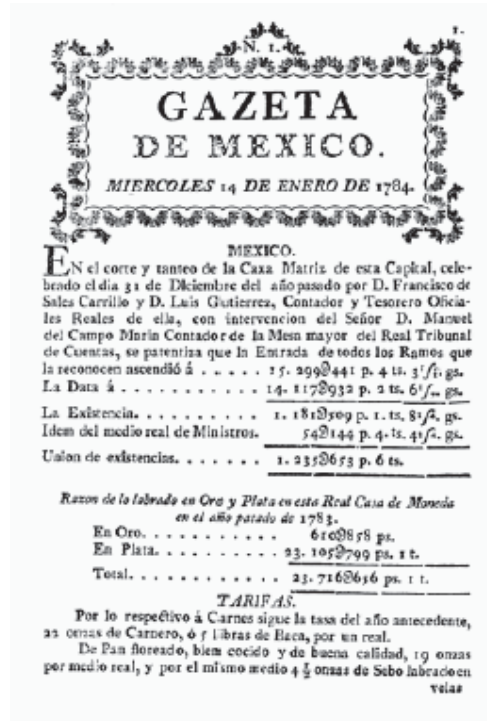 1.
N. 1.
GAZETA
DE MEXICO.
MIERCOLES 14 DE ENERO DE 1784.
MEXICO.
EN el corte y tanteo de la Caxa Matriz de esta Capital, cele-
brado el dia 31 de Diciembre del año pasado por D. Francisco de
Sales Carrillo y D. Luis Gutierrez, Contador y Tesorero Oficia-
les Reales de ella, con intervencion del Señor D. Manuel
del Campo Marin Contador de la Mesa mayor del Real Tribunal
de Cuentas, se patentiza que la Entrada de todos los Ramos que
la reconocen ascendió á . . . . . 15. 299@441 p. 4 ts. gs.
La Data á . . . . . . . . . . . 14. 117@932 p. 2 ts. gs.
La Existencia. . . . . . . . . 1. 181@509 p. 1. ts. gs.
Idem del medio real de Ministros. 54@144 p. 4. ts. gs.
Union de existencias. . . . . . . 1. 235@653 p. 6 ts.
Razon de lo labrado en Oro y Plata en esta Real Casa de Moneda
en el año pasado de 1783.
En Oro. . . . . . . . . . . 610@858 ps.
En Plata. . . . . . . . . . 23. 105@799 ps. 1 t.
Total. . . . . . . . . . . . 23. 716@656 ps. 1 t.
TARIFAS.
Por lo respectivo á Carnes sigue la tasa del año antecedente,
22 onzas de Carnero, ó 5 libras de Baca, por un real.
De Pan floreado, bien cocido y de buena calidad, 19 onzas
por medio real, y por el mismo medio 4 ½ onzas de Sebo labrado en
velas